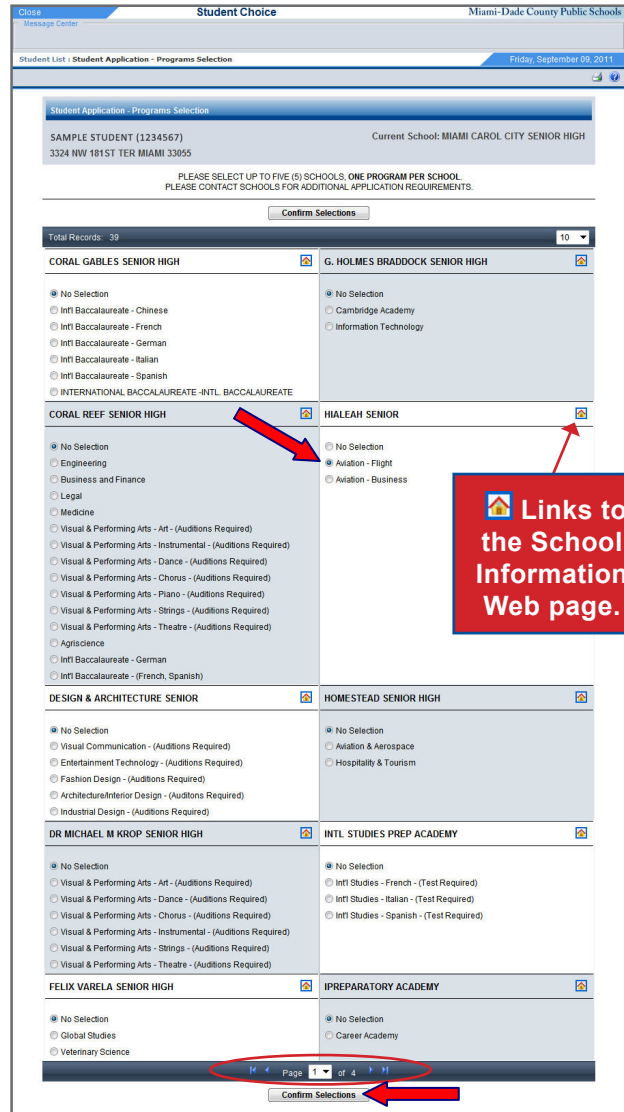 Close
Student Choice
Miami-Dade County Public Schools
Message Center
Student List : Student Application - Programs Selection
Friday, September 09, 2011
Student Application - Programs Selection
SAMPLE STUDENT (1234567)
Current School: MIAMI CAROL CITY SENIOR HIGH
3324 NW 181ST TER MIAMI 33055
PLEASE SELECT UP TO FIVE (5) SCHOOLS, ONE PROGRAM PER SCHOOL.
PLEASE CONTACT SCHOOLS FOR ADDITIONAL APPLICATION REQUIREMENTS.
Confirm Selections
Total Records: 39
10
CORAL GABLES SENIOR HIGH
No Selection
Int'l Baccalaureate - Chinese
Int'l Baccalaureate - French
Int'l Baccalaureate - German
Int'l Baccalaureate - Italian
Int'l Baccalaureate - Spanish
INTERNATIONAL BACCALAUREATE -INTL. BACCALAUREATE
G. HOLMES BRADDOCK SENIOR HIGH
No Selection
Cambridge Academy
Information Technology
CORAL REEF SENIOR HIGH
No Selection
Engineering
Business and Finance
Legal
Medicine
Visual & Performing Arts - Art - (Auditions Required)
Visual & Performing Arts - Instrumental - (Auditions Required)
Visual & Performing Arts - Dance - (Auditions Required)
Visual & Performing Arts - Chorus - (Auditions Required)
Visual & Performing Arts - Piano - (Auditions Required)
Visual & Performing Arts - Strings - (Auditions Required)
Visual & Performing Arts - Theatre - (Auditions Required)
Agriscience
Int'l Baccalaureate - German
Int'l Baccalaureate - (French, Spanish)
HIALEAH SENIOR
No Selection
Aviation - Flight
Aviation - Business
Links to
the School
Information
Web page.
DESIGN & ARCHITECTURE SENIOR
No Selection
Visual Communication - (Auditions Required)
Entertainment Technology - (Auditions Required)
Fashion Design - (Auditions Required)
Architecture/Interior Design - (Auditons Required)
Industrial Design - (Auditions Required)
HOMESTEAD SENIOR HIGH
No Selection
Aviation & Aerospace
Hospitality & Tourism
DR MICHAEL M KROP SENIOR HIGH
No Selection
Visual & Performing Arts - Art - (Auditions Required)
Visual & Performing Arts - Dance - (Auditions Required)
Visual & Performing Arts - Chorus - (Auditions Required)
Visual & Performing Arts - Instrumental - (Auditions Required)
Visual & Performing Arts - Strings - (Auditions Required)
Visual & Performing Arts - Theatre - (Auditions Required)
INTL STUDIES PREP ACADEMY
No Selection
Int'l Studies - French - (Test Required)
Int'l Studies - Italian - (Test Required)
Int'l Studies - Spanish - (Test Required)
FELIX VARELA SENIOR HIGH
No Selection
Global Studies
Veterinary Science
IPREPARATORY ACADEMY
No Selection
Career Academy
Page 1 of 4
Confirm Selections